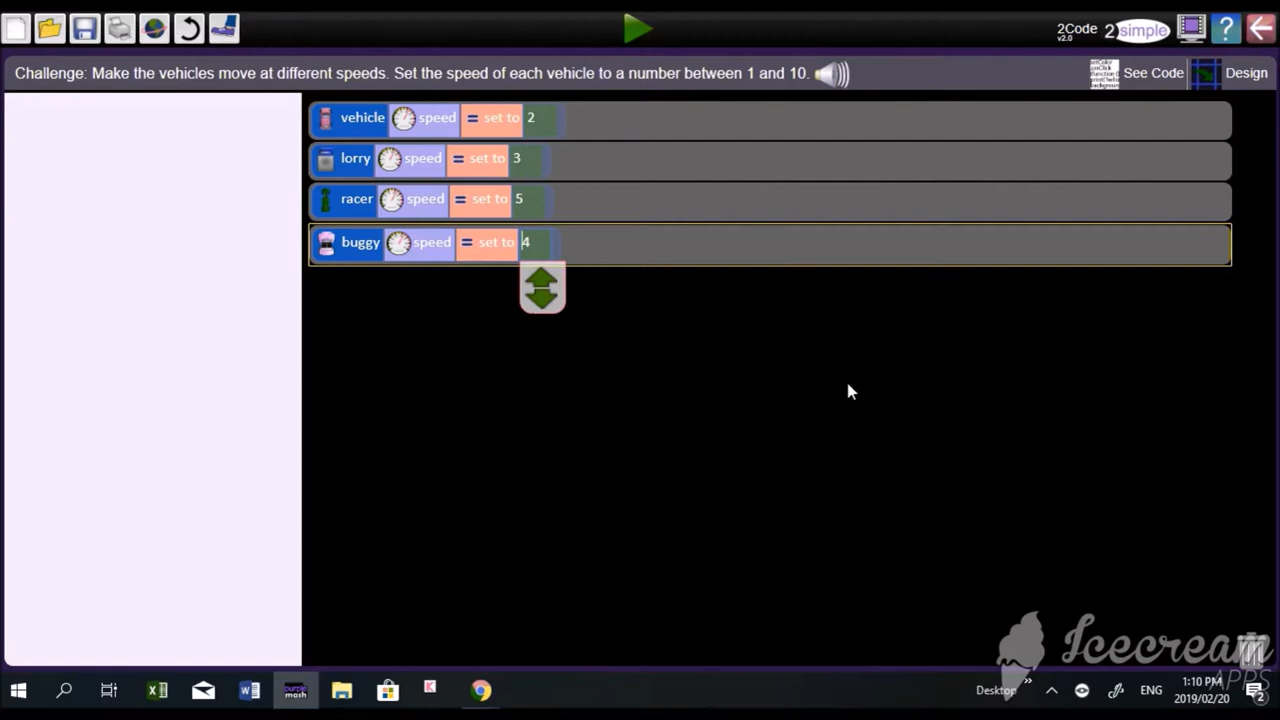 2Code
v2.0
2simple
Challenge: Make the vehicles move at different speeds. Set the speed of each vehicle to a number between 1 and 10.
See Code
Design
vehicle speed = set to 2
lorry speed = set to 3
racer speed = set to 5
buggy speed = set to 4
Icecream
APPS
purple
mash
Desktop
ENG
1:10 PM
2019/02/20
2